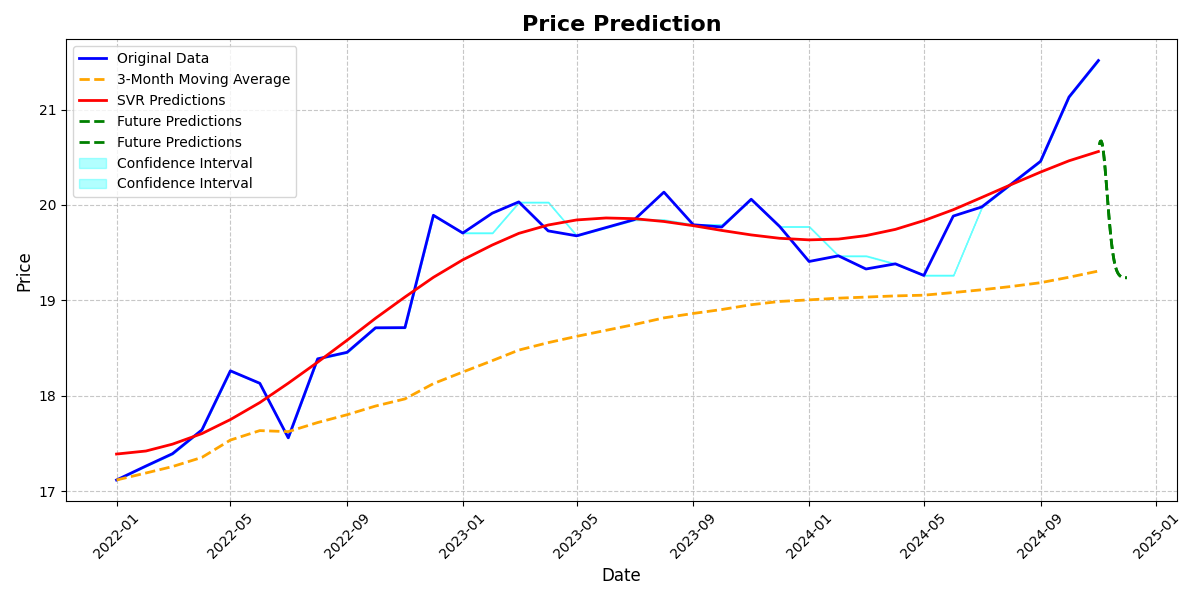 Price Prediction
Original Data
3-Month Moving Average
SVR Predictions
Future Predictions
Future Predictions
Confidence Interval
Confidence Interval
Price
21
20
19
18
17
2022-01
2022-05
2022-09
2023-01
2023-05
2023-09
2024-01
2024-05
2024-09
2025-01
Date